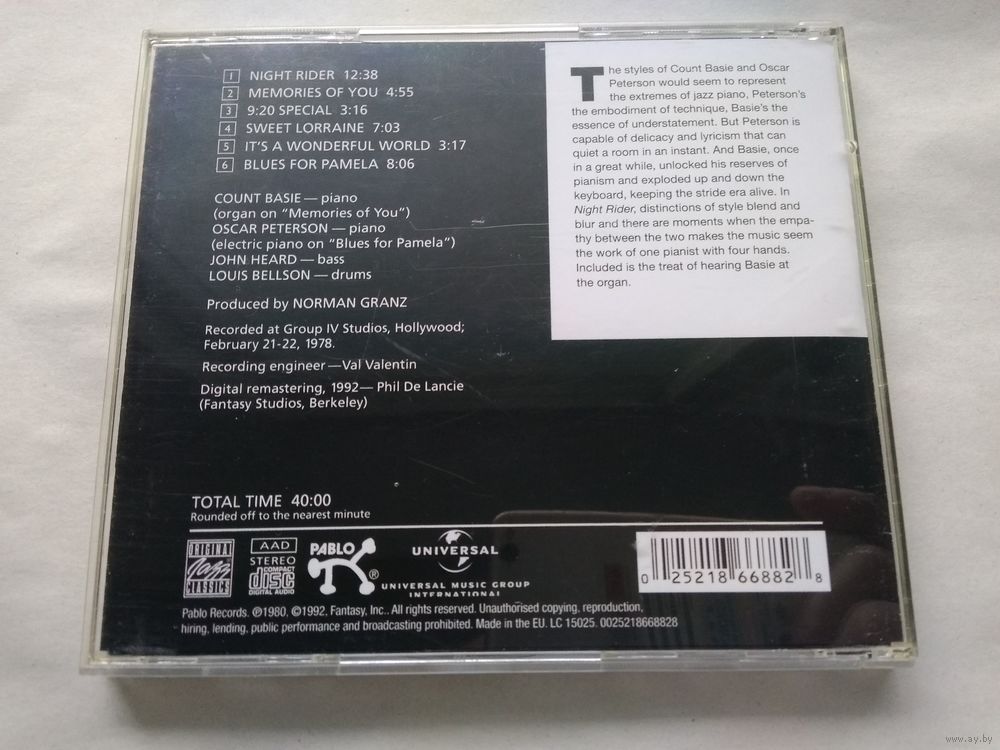 1 NIGHT RIDER 12:38
2 MEMORIES OF YOU 4:55
3 9:20 SPECIAL 3:16
4 SWEET LORRAINE 7:03
5 IT'S A WONDERFUL WORLD 3:17
6 BLUES FOR PAMELA 8:06
COUNT BASIE — piano
(organ on "Memories of You")
OSCAR PETERSON — piano
(electric piano on "Blues for Pamela")
JOHN HEARD — bass
LOUIS BELLSON — drums
Produced by NORMAN GRANZ
Recorded at Group IV Studios, Hollywood;
February 21-22, 1978.
Recording engineer — Val Valentin
Digital remastering, 1992— Phil De Lancie
(Fantasy Studios, Berkeley)
The styles of Count Basie and Oscar
Peterson would seem to represent
the extremes of jazz piano, Peterson's
the embodiment of technique, Basie's the
essence of understatement. But Peterson is
capable of delicacy and lyricism that can
quiet a room in an instant. And Basie, once
in a great while, unlocked his reserves of
pianism and exploded up and down the
keyboard, keeping the stride era alive. In
Night Rider, distinctions of style blend and
blur and there are moments when the empa-
thy between the two makes the music seem
the work of one pianist with four hands.
Included is the treat of hearing Basie at
the organ.
TOTAL TIME 40:00
Rounded off to the nearest minute
ORIGINAL
Jazz
CLASSICS
AAD
STEREO
COMPACT
disc
DIGITAL AUDIO
PABLO
®
UNIVERSAL
UNIVERSAL MUSIC GROUP
INTERNATIONAL
0 25218 66882 8
Pablo Records. ℗1980, ©1992, Fantasy, Inc.. All rights reserved. Unauthorised copying, reproduction,
hiring, lending, public performance and broadcasting prohibited. Made in the EU. LC 15025. 0025218668828
www.ay.by